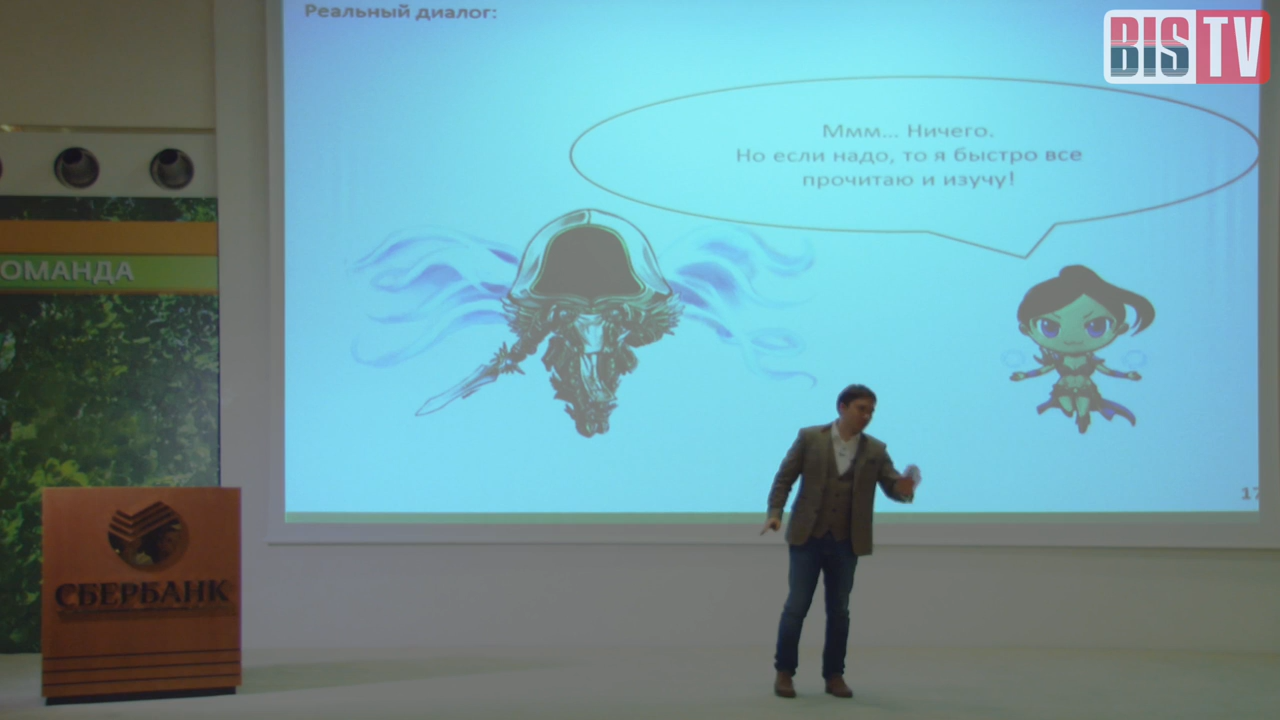 Реальный диалог:
BIS TV
Ммм... Ничего.
Но если надо, то я быстро все
прочитаю и изучу!
ОМАНДА
17
СБЕРБАНК